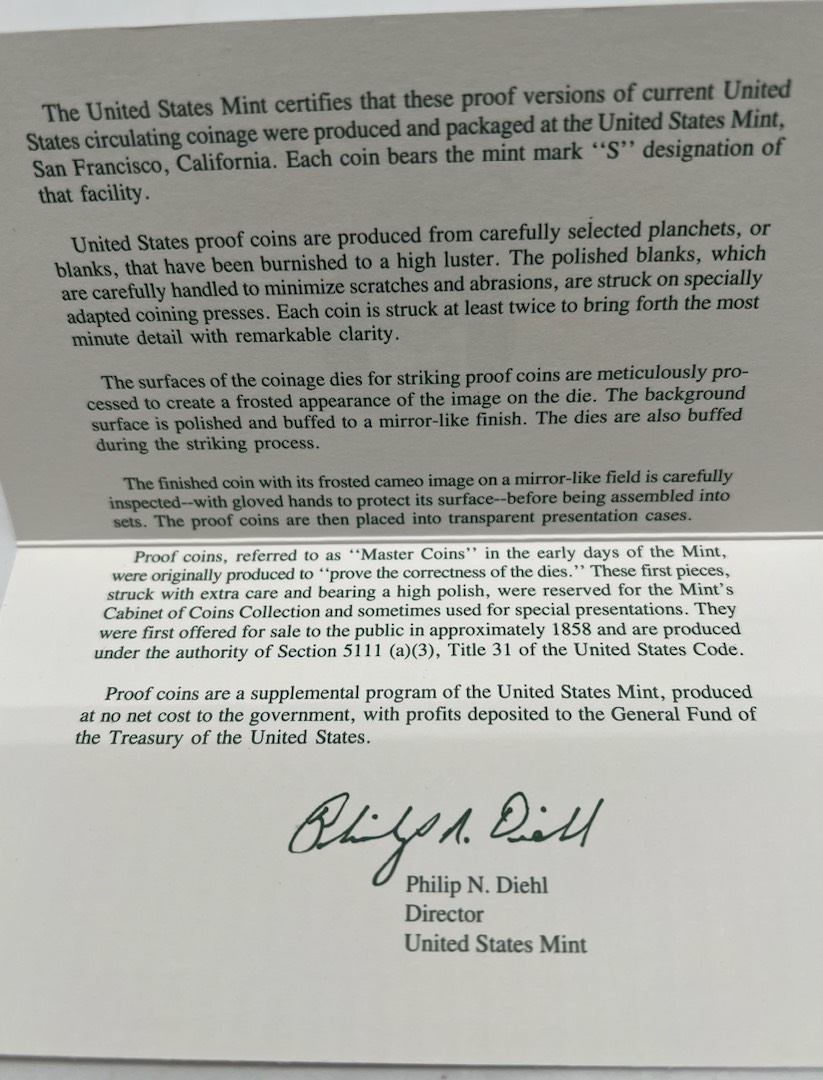 The United States Mint certifies that these proof versions of current United
States circulating coinage were produced and packaged at the United States Mint,
San Francisco, California. Each coin bears the mint mark ‘‘S’’ designation of
that facility.
United States proof coins are produced from carefully selected planchets, or
blanks, that have been burnished to a high luster. The polished blanks, which
are carefully handled to minimize scratches and abrasions, are struck on specially
adapted coining presses. Each coin is struck at least twice to bring forth the most
minute detail with remarkable clarity.
The surfaces of the coinage dies for striking proof coins are meticulously pro-
cessed to create a frosted appearance of the image on the die. The background
surface is polished and buffed to a mirror-like finish. The dies are also buffed
during the striking process.
The finished coin with its frosted cameo image on a mirror-like field is carefully
inspected--with gloved hands to protect its surface--before being assembled into
sets. The proof coins are then placed into transparent presentation cases.
Proof coins, referred to as ‘‘Master Coins’’ in the early days of the Mint,
were originally produced to ‘‘prove the correctness of the dies.’’ These first pieces,
struck with extra care and bearing a high polish, were reserved for the Mint’s
Cabinet of Coins Collection and sometimes used for special presentations. They
were first offered for sale to the public in approximately 1858 and are produced
under the authority of Section 5111 (a)(3), Title 31 of the United States Code.
Proof coins are a supplemental program of the United States Mint, produced
at no net cost to the government, with profits deposited to the General Fund of
the Treasury of the United States.
Philip N. Diehl
Philip N. Diehl
Director
United States Mint